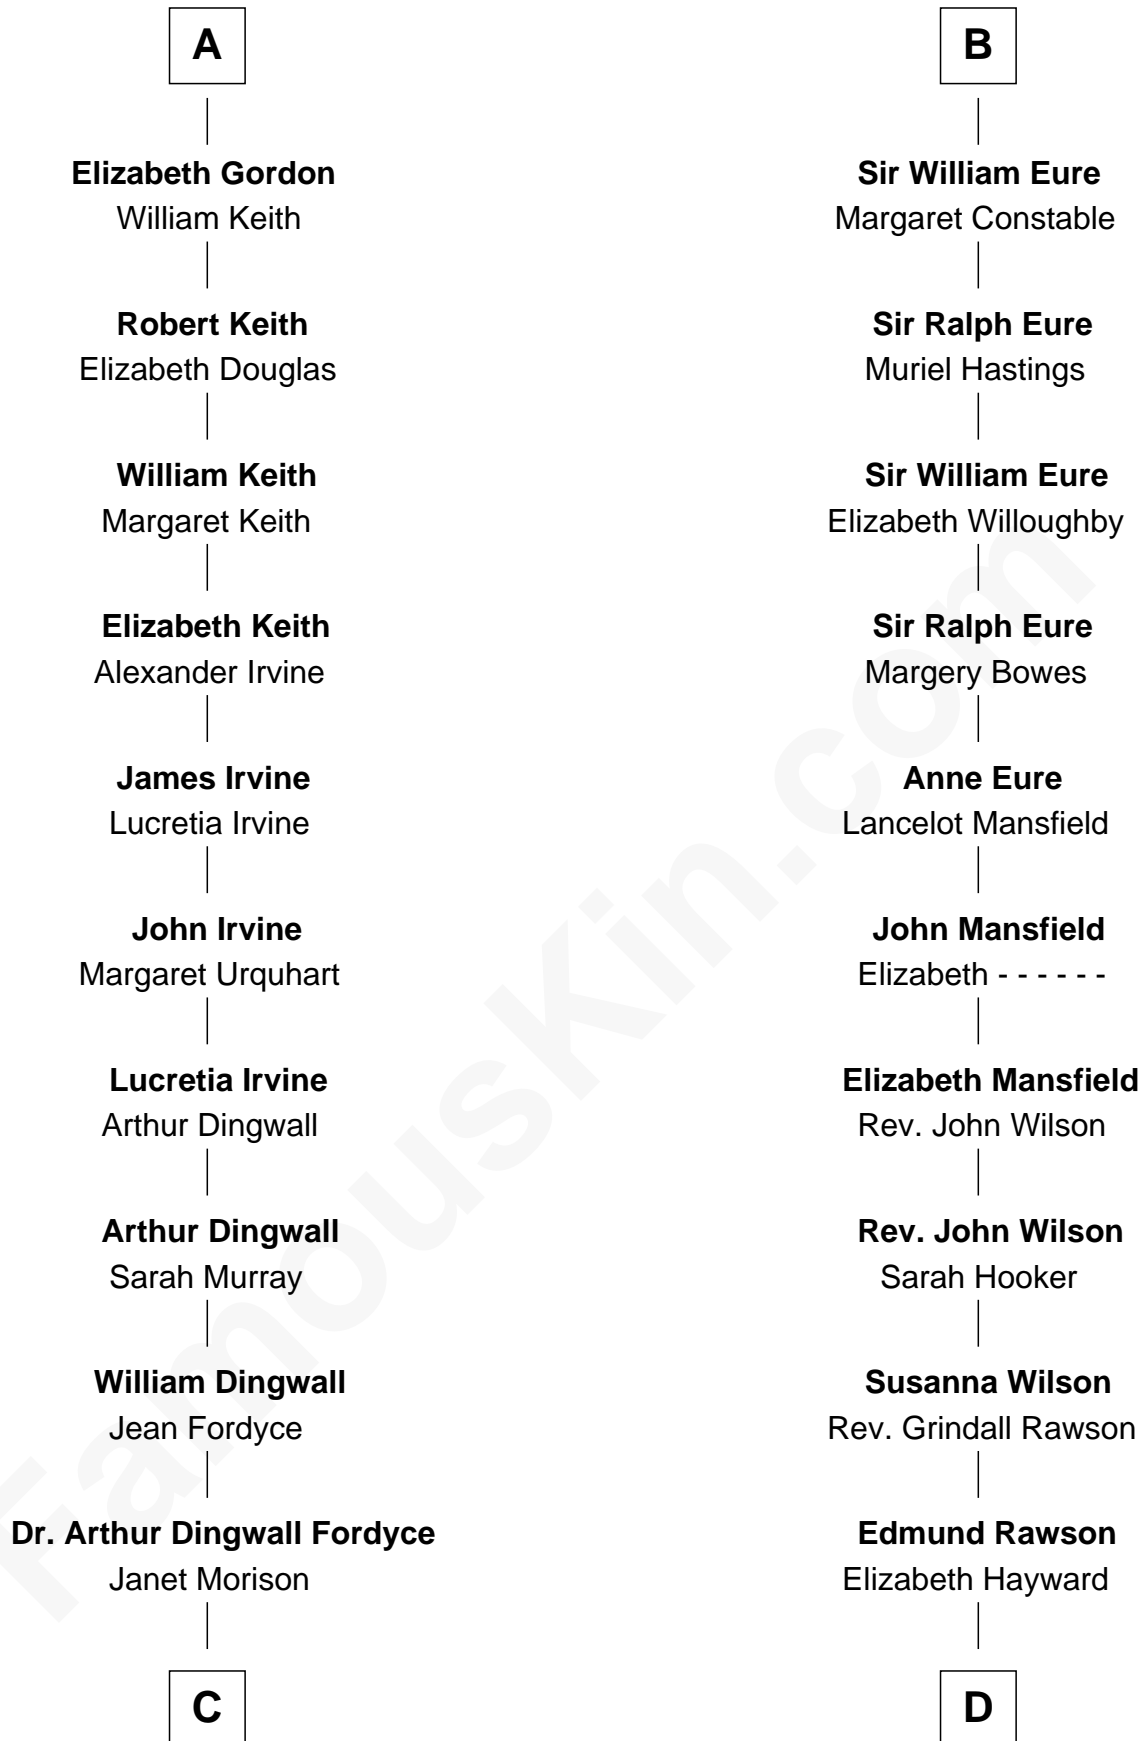 A
Elizabeth Gordon
William Keith
Robert Keith
Elizabeth Douglas
William Keith
Margaret Keith
Elizabeth Keith
Alexander Irvine
James Irvine
Lucretia Irvine
John Irvine
Margaret Urquhart
Lucretia Irvine
Arthur Dingwall
Arthur Dingwall
Sarah Murray
William Dingwall
Jean Fordyce
Dr. Arthur Dingwall Fordyce
Janet Morison
C
B
Sir William Eure
Margaret Constable
Sir Ralph Eure
Muriel Hastings
Sir William Eure
Elizabeth Willoughby
Sir Ralph Eure
Margery Bowes
Anne Eure
Lancelot Mansfield
John Mansfield
Elizabeth - - - - - -
Elizabeth Mansfield
Rev. John Wilson
Rev. John Wilson
Sarah Hooker
Susanna Wilson
Rev. Grindall Rawson
Edmund Rawson
Elizabeth Hayward
D
FamousKin.com